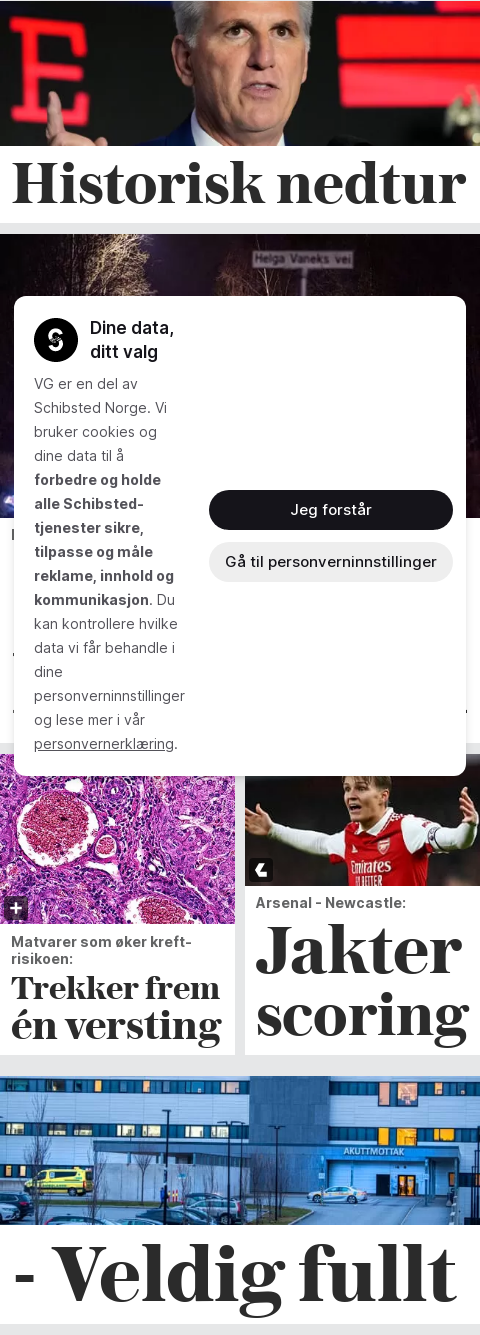 E
Historisk nedtur
Helga Vaneks vei
Dine data,
ditt valg
VG er en del av
Schibsted Norge. Vi
bruker cookies og
dine data til å
forbedre og holde
alle Schibsted-
tjenester sikre,
tilpasse og måle
reklame, innhold og
kommunikasjon. Du
kan kontrollere hvilke
data vi får behandle i
dine
personverninnstillinger
og lese mer i vår
personvernerklæring.
Jeg forstår
Gå til personverninnstillinger
Matvarer som øker kreft-
risikoen:
Trekker frem
én versting
Emirates
Arsenal - Newcastle:
Jakter
scoring
AKUTTMOTTAK
- Veldig fullt